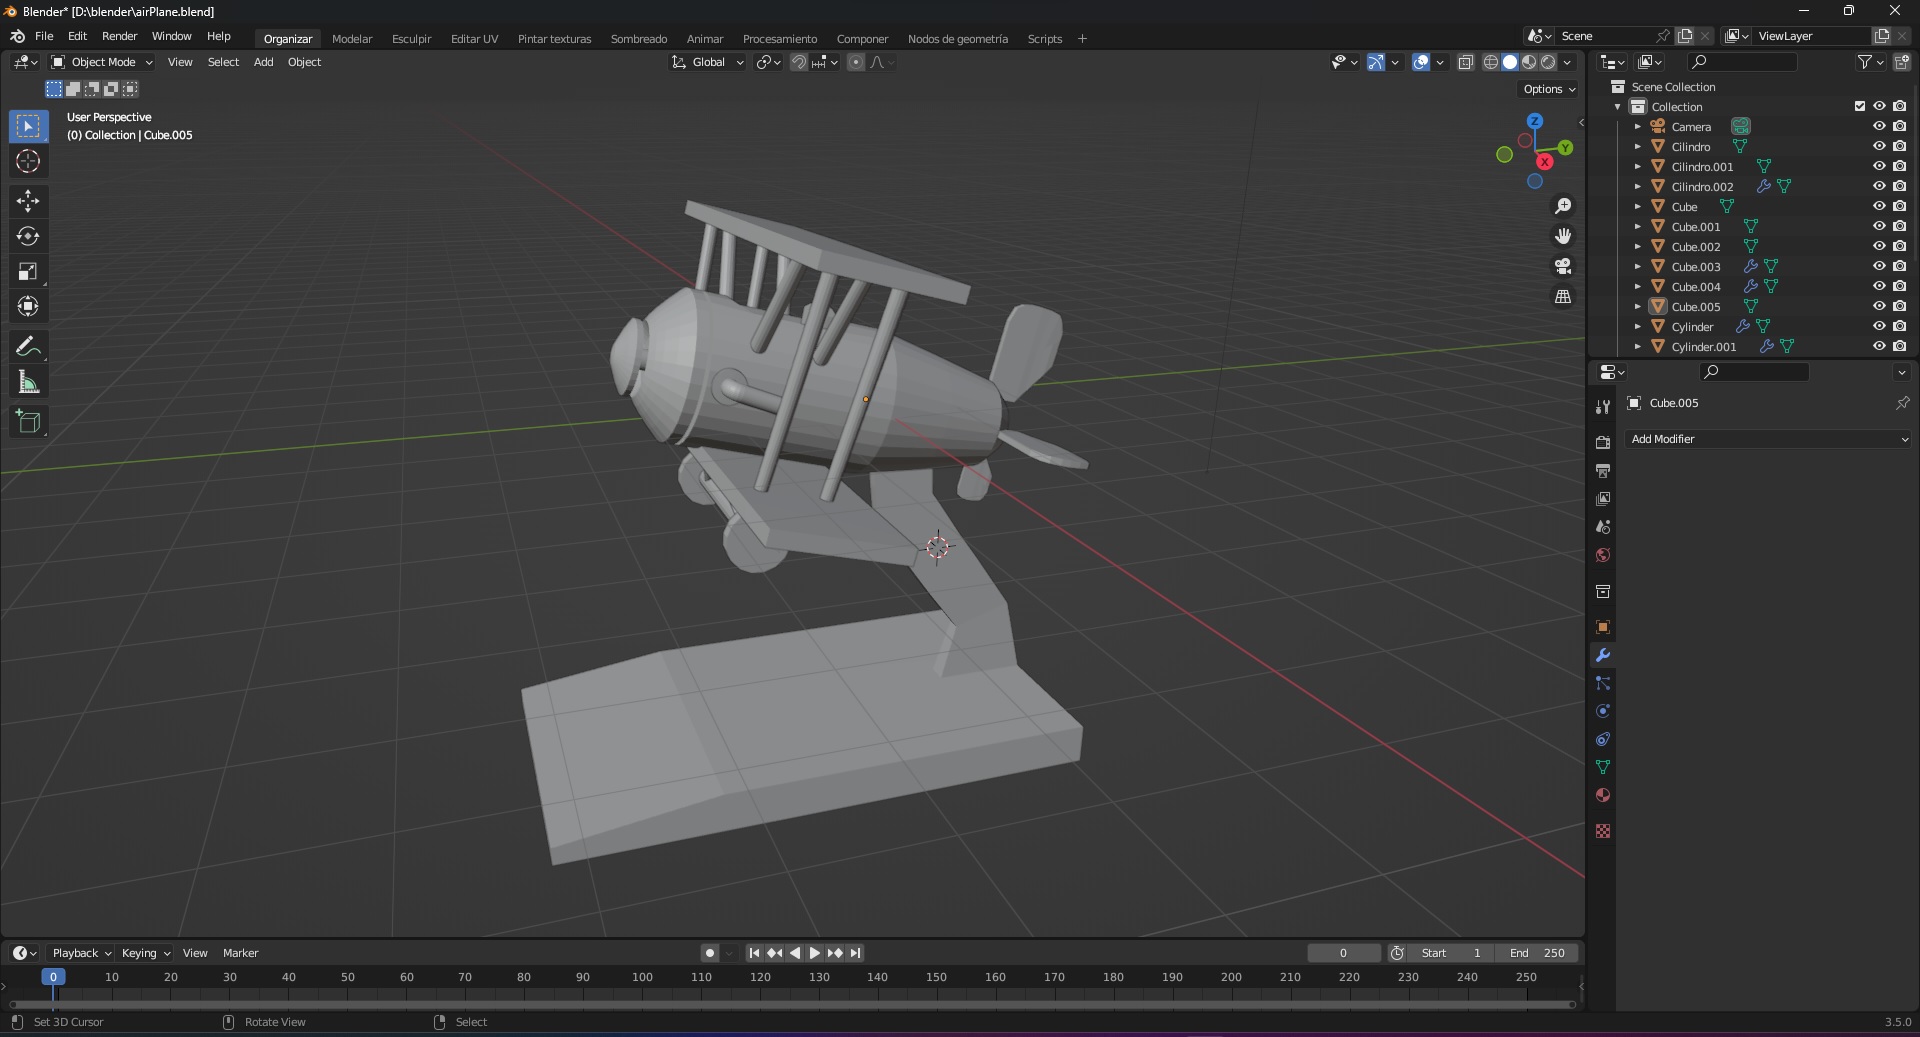 Blender* [D:\blender\airPlane.blend]
File Edit Render Window Help Organizar Modelar Esculpir Editar UV Pintar texturas Sombreado Animar Procesamiento Componer Nodos de geometría Scripts + Scene ViewLayer
Object Mode View Select Add Object Global
Options
User Perspective
(0) Collection | Cube.005
Z
Y
X
Scene Collection
Collection
Camera
Cilindro
Cilindro.001
Cilindro.002
Cube
Cube.001
Cube.002
Cube.003
Cube.004
Cube.005
Cylinder
Cylinder.001
Cube.005
Add Modifier
Playback Keying View Marker 0 Start 1 End 250
0 10 20 30 40 50 60 70 80 90 100 110 120 130 140 150 160 170 180 190 200 210 220 230 240 250
Set 3D Cursor Rotate View Select 3.5.0